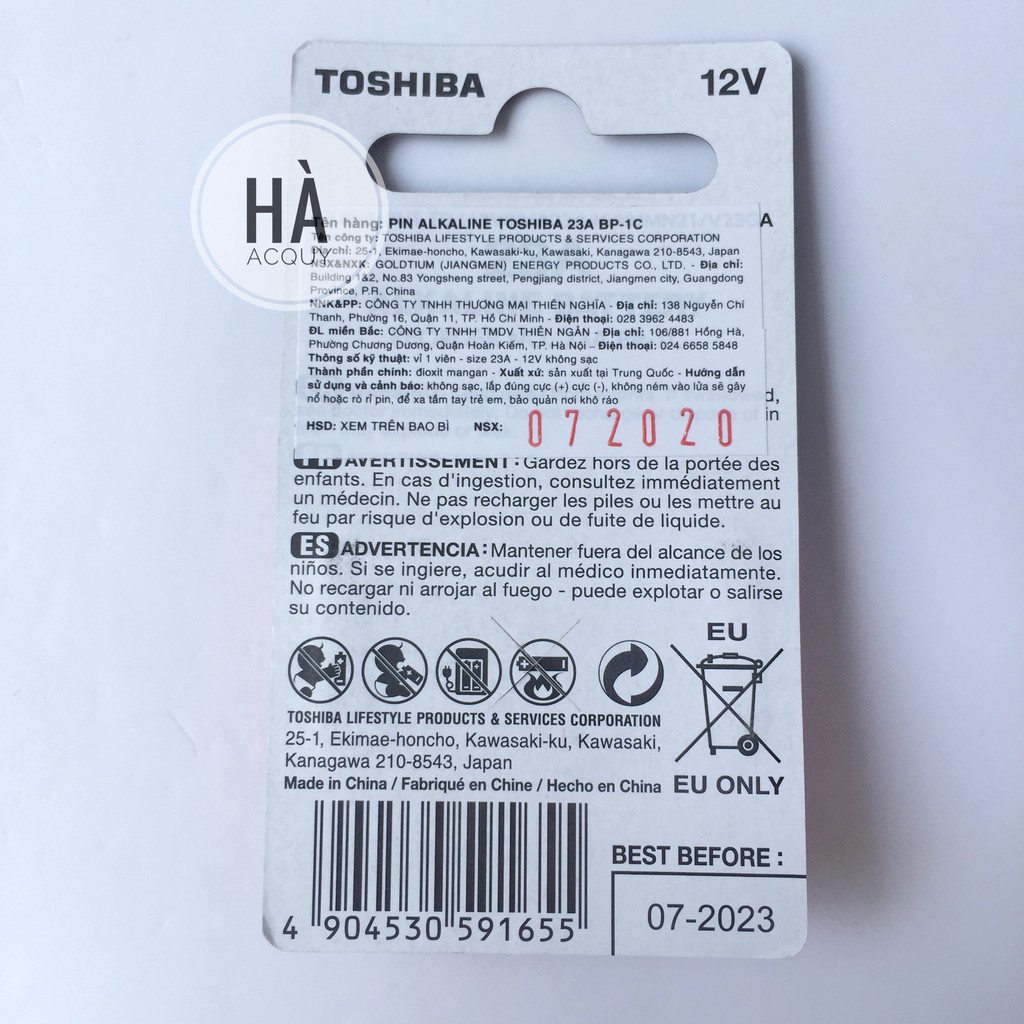 TOSHIBA 12V
HÀ
ACQUY
Tên hàng: PIN ALKALINE TOSHIBA 23A BP-1C
Tên công ty: TOSHIBA LIFESTYLE PRODUCTS & SERVICES CORPORATION
Địa chỉ: 25-1, Ekimae-honcho, Kawasaki-ku, Kawasaki, Kanagawa 210-8543, Japan
NSX&NXK: GOLDTIUM (JIANGMEN) ENERGY PRODUCTS CO., LTD. - Địa chỉ:
Building 1&2, No.83 Yongsheng street, Pengjiang district, Jiangmen city, Guangdong
Province, P.R. China
NNK&PP: CÔNG TY TNHH THƯƠNG MẠI THIÊN NGHĨA - Địa chỉ: 138 Nguyễn Chí
Thanh, Phường 16, Quận 11, TP. Hồ Chí Minh - Điện thoại: 028 3962 4483
ĐL miền Bắc: CÔNG TY TNHH TMDV THIÊN NGÂN - Địa chỉ: 106/881 Hồng Hà,
Phường Chương Dương, Quận Hoàn Kiếm, TP. Hà Nội – Điện thoại: 024 6658 5848
Thông số kỹ thuật: vỉ 1 viên - size 23A - 12V không sạc
Thành phần chính: đioxit mangan - Xuất xứ: sản xuất tại Trung Quốc - Hướng dẫn
sử dụng và cảnh báo: không sạc, lắp đúng cực (+) cực (-), không ném vào lửa sẽ gây
nổ hoặc rò rỉ pin, để xa tầm tay trẻ em, bảo quản nơi khô ráo
HSD: XEM TRÊN BAO BÌ NSX: 072020
FR AVERTISSEMENT : Gardez hors de la portée des
enfants. En cas d'ingestion, consultez immédiatement
un médecin. Ne pas recharger les piles ou les mettre au
feu par risque d'explosion ou de fuite de liquide.
ES ADVERTENCIA : Mantener fuera del alcance de los
niños. Si se ingiere, acudir al médico inmediatamente.
No recargar ni arrojar al fuego - puede explotar o salirse
su contenido.
EU
TOSHIBA LIFESTYLE PRODUCTS & SERVICES CORPORATION
25-1, Ekimae-honcho, Kawasaki-ku, Kawasaki,
Kanagawa 210-8543, Japan
Made in China / Fabriqué en Chine / Hecho en China EU ONLY
BEST BEFORE :
07-2023
4 904530 591655